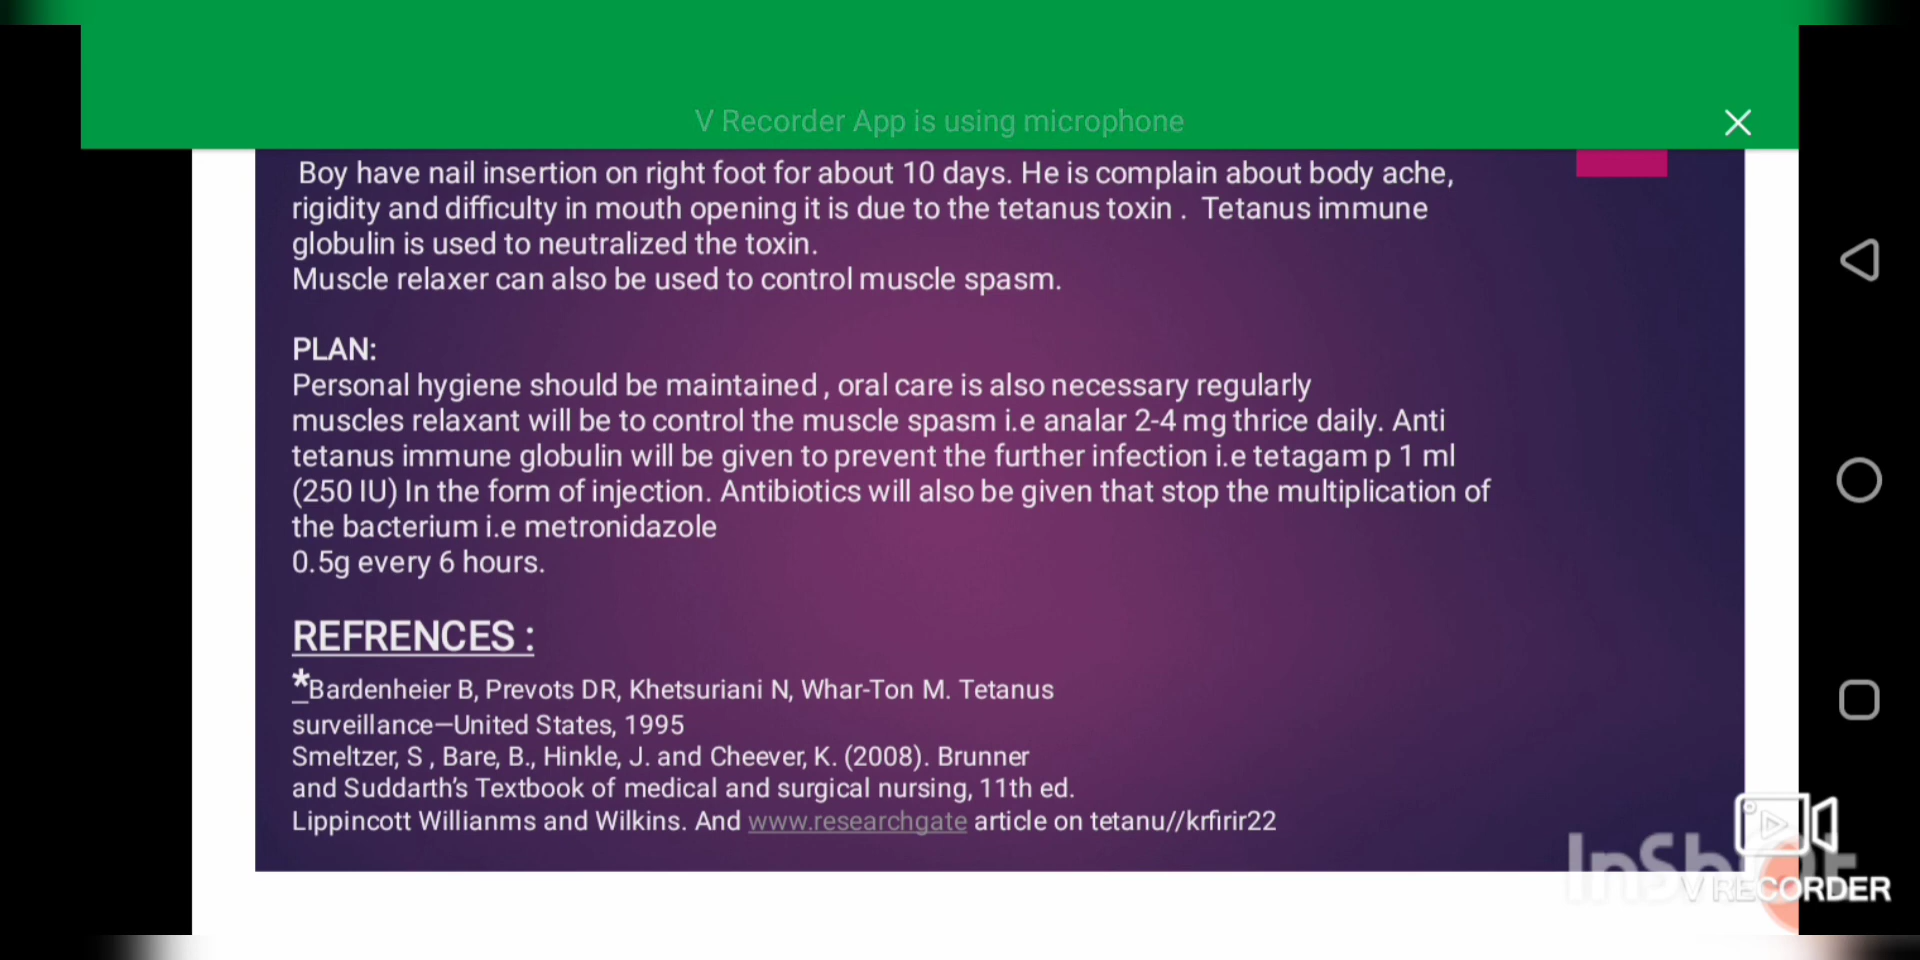 V Recorder App is using microphone
Boy have nail insertion on right foot for about 10 days. He is complain about body ache,
rigidity and difficulty in mouth opening it is due to the tetanus toxin .  Tetanus immune
globulin is used to neutralized the toxin.
Muscle relaxer can also be used to control muscle spasm.
PLAN:
Personal hygiene should be maintained , oral care is also necessary regularly
muscles relaxant will be to control the muscle spasm i.e analar 2-4 mg thrice daily. Anti
tetanus immune globulin will be given to prevent the further infection i.e tetagam p 1 ml
(250 IU) In the form of injection. Antibiotics will also be given that stop the multiplication of
the bacterium i.e metronidazole
0.5g every 6 hours.
REFRENCES :
*Bardenheier B, Prevots DR, Khetsuriani N, Whar-Ton M. Tetanus
surveillance—United States, 1995
Smeltzer, S , Bare, B., Hinkle, J. and Cheever, K. (2008). Brunner
and Suddarth's Textbook of medical and surgical nursing, 11th ed.
Lippincott Willianms and Wilkins. And www.researchgate article on tetanu//krfirir22
InShot
V RECORDER